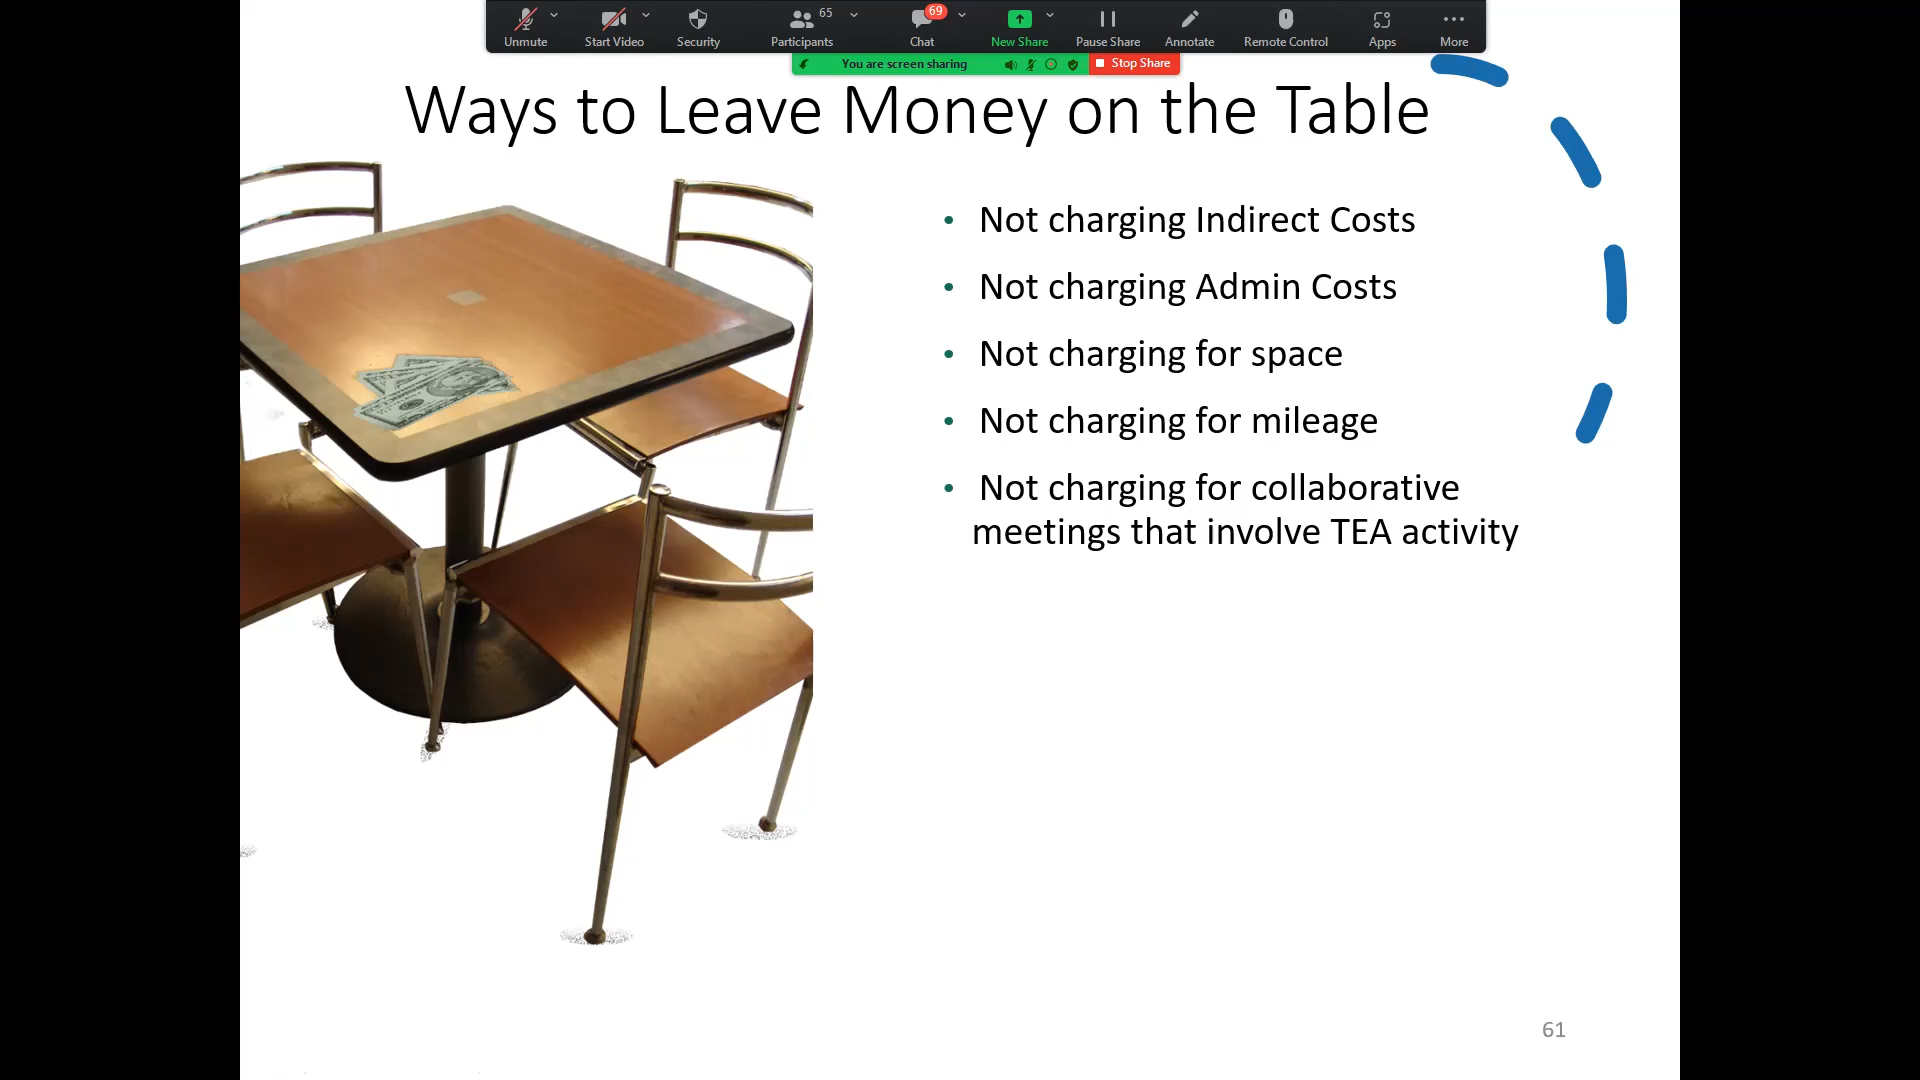 65
69
Unmute
Start Video
Security
Participants
Chat
New Share
Pause Share
Annotate
Remote Control
Apps
More
You are screen sharing
Stop Share
Ways to Leave Money on the Table
• Not charging Indirect Costs
• Not charging Admin Costs
• Not charging for space
• Not charging for mileage
• Not charging for collaborative
meetings that involve TEA activity
61